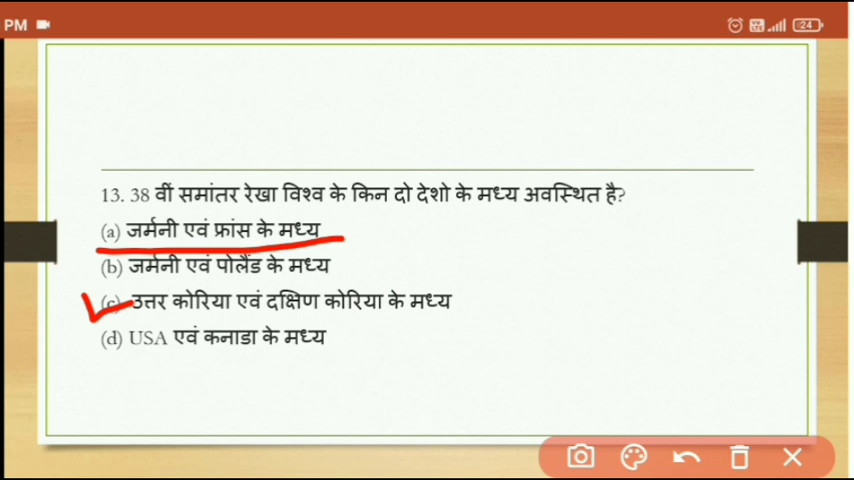 PM
24
13. 38 वीं समांतर रेखा विश्व के किन दो देशो के मध्य अवस्थित है?
(a) जर्मनी एवं फ्रांस के मध्य
(b) जर्मनी एवं पोलैंड के मध्य
(c) उत्तर कोरिया एवं दक्षिण कोरिया के मध्य
(d) USA एवं कनाडा के मध्य